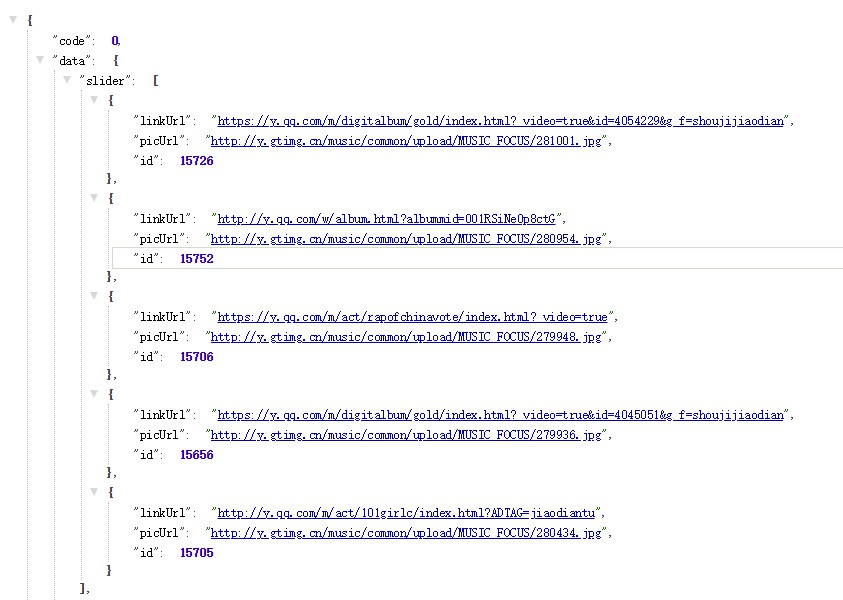 {
"code": 0,
"data": {
"slider": [
{
"linkUrl": "https://y.qq.com/m/digitalbum/gold/index.html?_video=true&id=4054229&g_f=shoujijiaodian",
"picUrl": "http://y.gtimg.cn/music/common/upload/MUSIC_FOCUS/281001.jpg",
"id": 15726
},
{
"linkUrl": "http://y.qq.com/w/album.html?albummid=001RSiNe0p8ctG",
"picUrl": "http://y.gtimg.cn/music/common/upload/MUSIC_FOCUS/280954.jpg",
"id": 15752
},
{
"linkUrl": "https://y.qq.com/m/act/rapofchinavote/index.html?_video=true",
"picUrl": "http://y.gtimg.cn/music/common/upload/MUSIC_FOCUS/279948.jpg",
"id": 15706
},
{
"linkUrl": "https://y.qq.com/m/digitalbum/gold/index.html?_video=true&id=4045051&g_f=shoujijiaodian",
"picUrl": "http://y.gtimg.cn/music/common/upload/MUSIC_FOCUS/279936.jpg",
"id": 15656
},
{
"linkUrl": "http://y.qq.com/m/act/101girlc/index.html?ADTAG=jiaodiantu",
"picUrl": "http://y.gtimg.cn/music/common/upload/MUSIC_FOCUS/280434.jpg",
"id": 15705
}
],